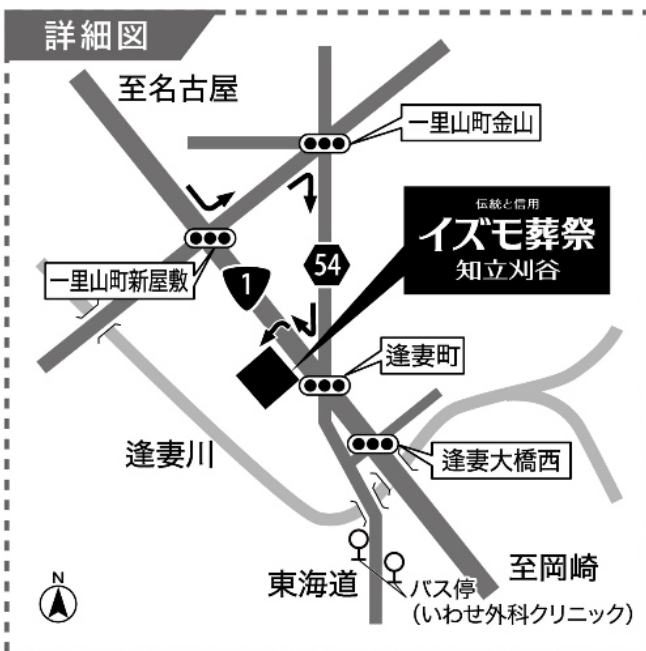 詳細図
至名古屋
一里山町金山
伝統と信用
イズモ葬祭
知立刈谷
54
一里山町新屋敷
1
逢妻町
逢妻川
逢妻大橋西
至岡崎
東海道
バス停
(いわせ外科クリニック)
N